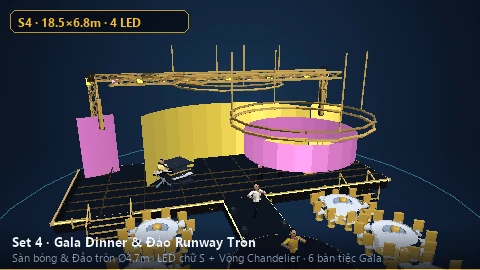 S4 · 18.5×6.8m · 4 LED
Set 4 · Gala Dinner & Đảo Runway Tròn
Sàn bóng & Đảo tròn Ø4.7m · LED chữ S + Vòng Chandelier · 6 bàn tiệc Gala